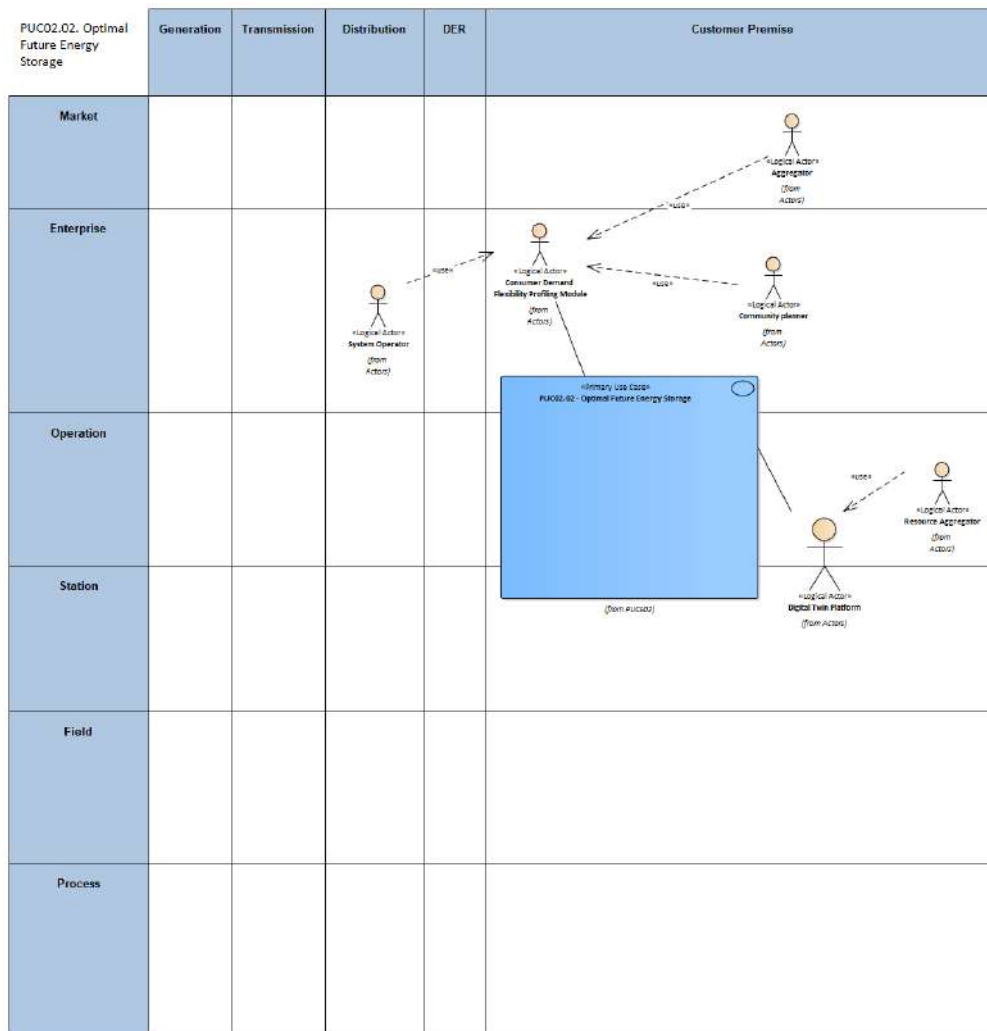 PUC02.02. Optimal
Future Energy
Storage
Generation
Transmission
Distribution
DER
Customer Premise
Market
«Logical Actor»
Aggregator
(from
Actors)
«use»
Enterprise
«Logical Actor»
Consumer Demand
Flexibility Profiling Module
(from
Actors)
«use»
«Logical Actor»
System Operator
(from
Actors)
«use»
«Logical Actor»
Community planner
(from
Actors)
«Primary Use Case»
PUC02.02 - Optimal Future Energy Storage
Operation
«use»
«Logical Actor»
Resource Aggregator
(from
Actors)
Station
«Logical Actor»
Digital Twin Platform
(from Actors)
(from PUCS02)
Field
Process